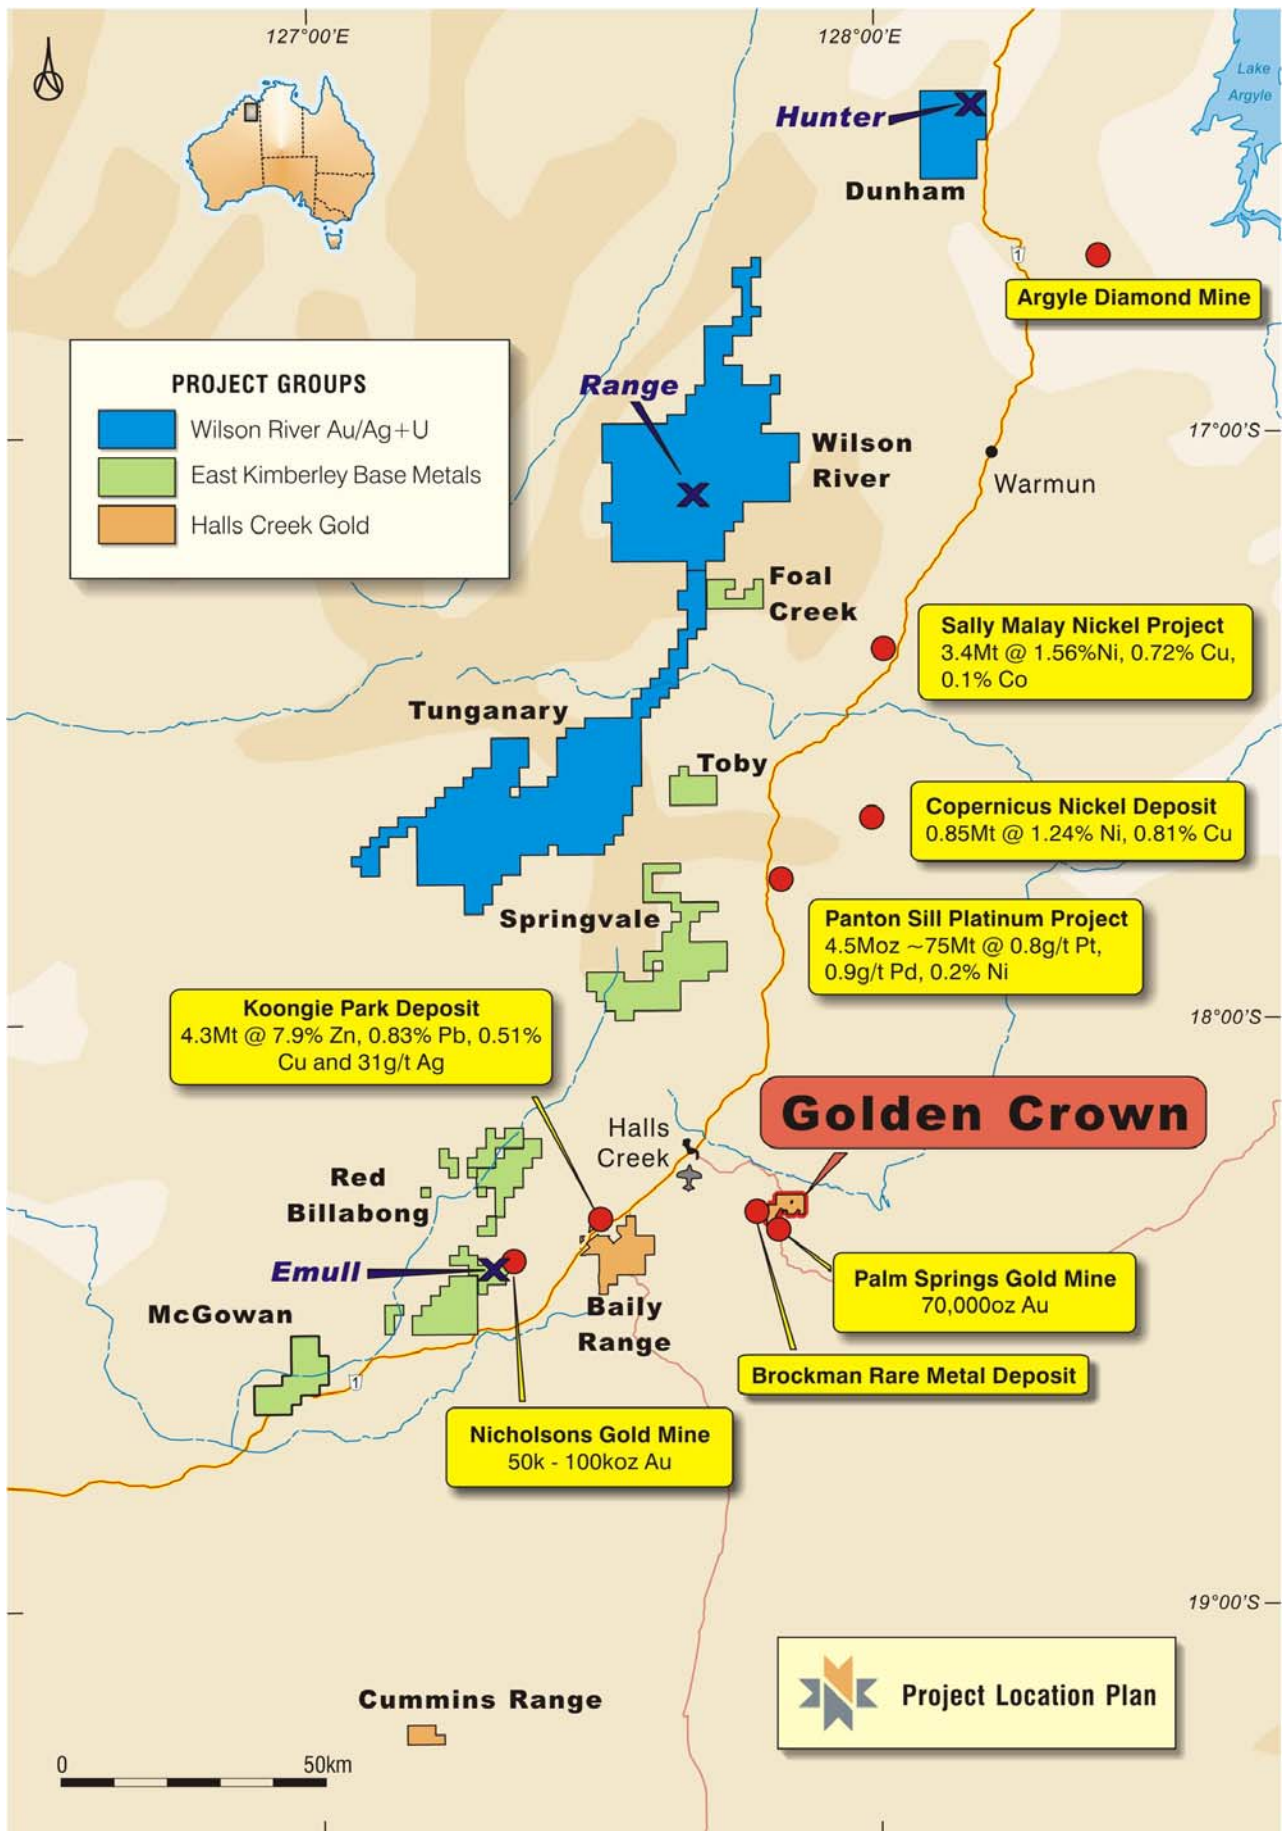 127°00'E
128°00'E
Lake
Argyle
Hunter
Dunham
1
Argyle Diamond Mine
PROJECT GROUPS
Wilson River Au/Ag+U
East Kimberley Base Metals
Halls Creek Gold
Range
Wilson
River
17°00'S
Warmun
Foal
Creek
Sally Malay Nickel Project
3.4Mt @ 1.56%Ni, 0.72% Cu,
0.1% Co
Tunganary
Toby
Copernicus Nickel Deposit
0.85Mt @ 1.24% Ni, 0.81% Cu
Springvale
Panton Sill Platinum Project
4.5Moz ~75Mt @ 0.8g/t Pt,
0.9g/t Pd, 0.2% Ni
Koongie Park Deposit
4.3Mt @ 7.9% Zn, 0.83% Pb, 0.51%
Cu and 31g/t Ag
18°00'S
Golden Crown
Halls
Creek
Red
Billabong
Emull
McGowan
Baily
Range
Palm Springs Gold Mine
70,000oz Au
Brockman Rare Metal Deposit
1
Nicholsons Gold Mine
50k - 100koz Au
19°00'S
Cummins Range
Project Location Plan
0
50km